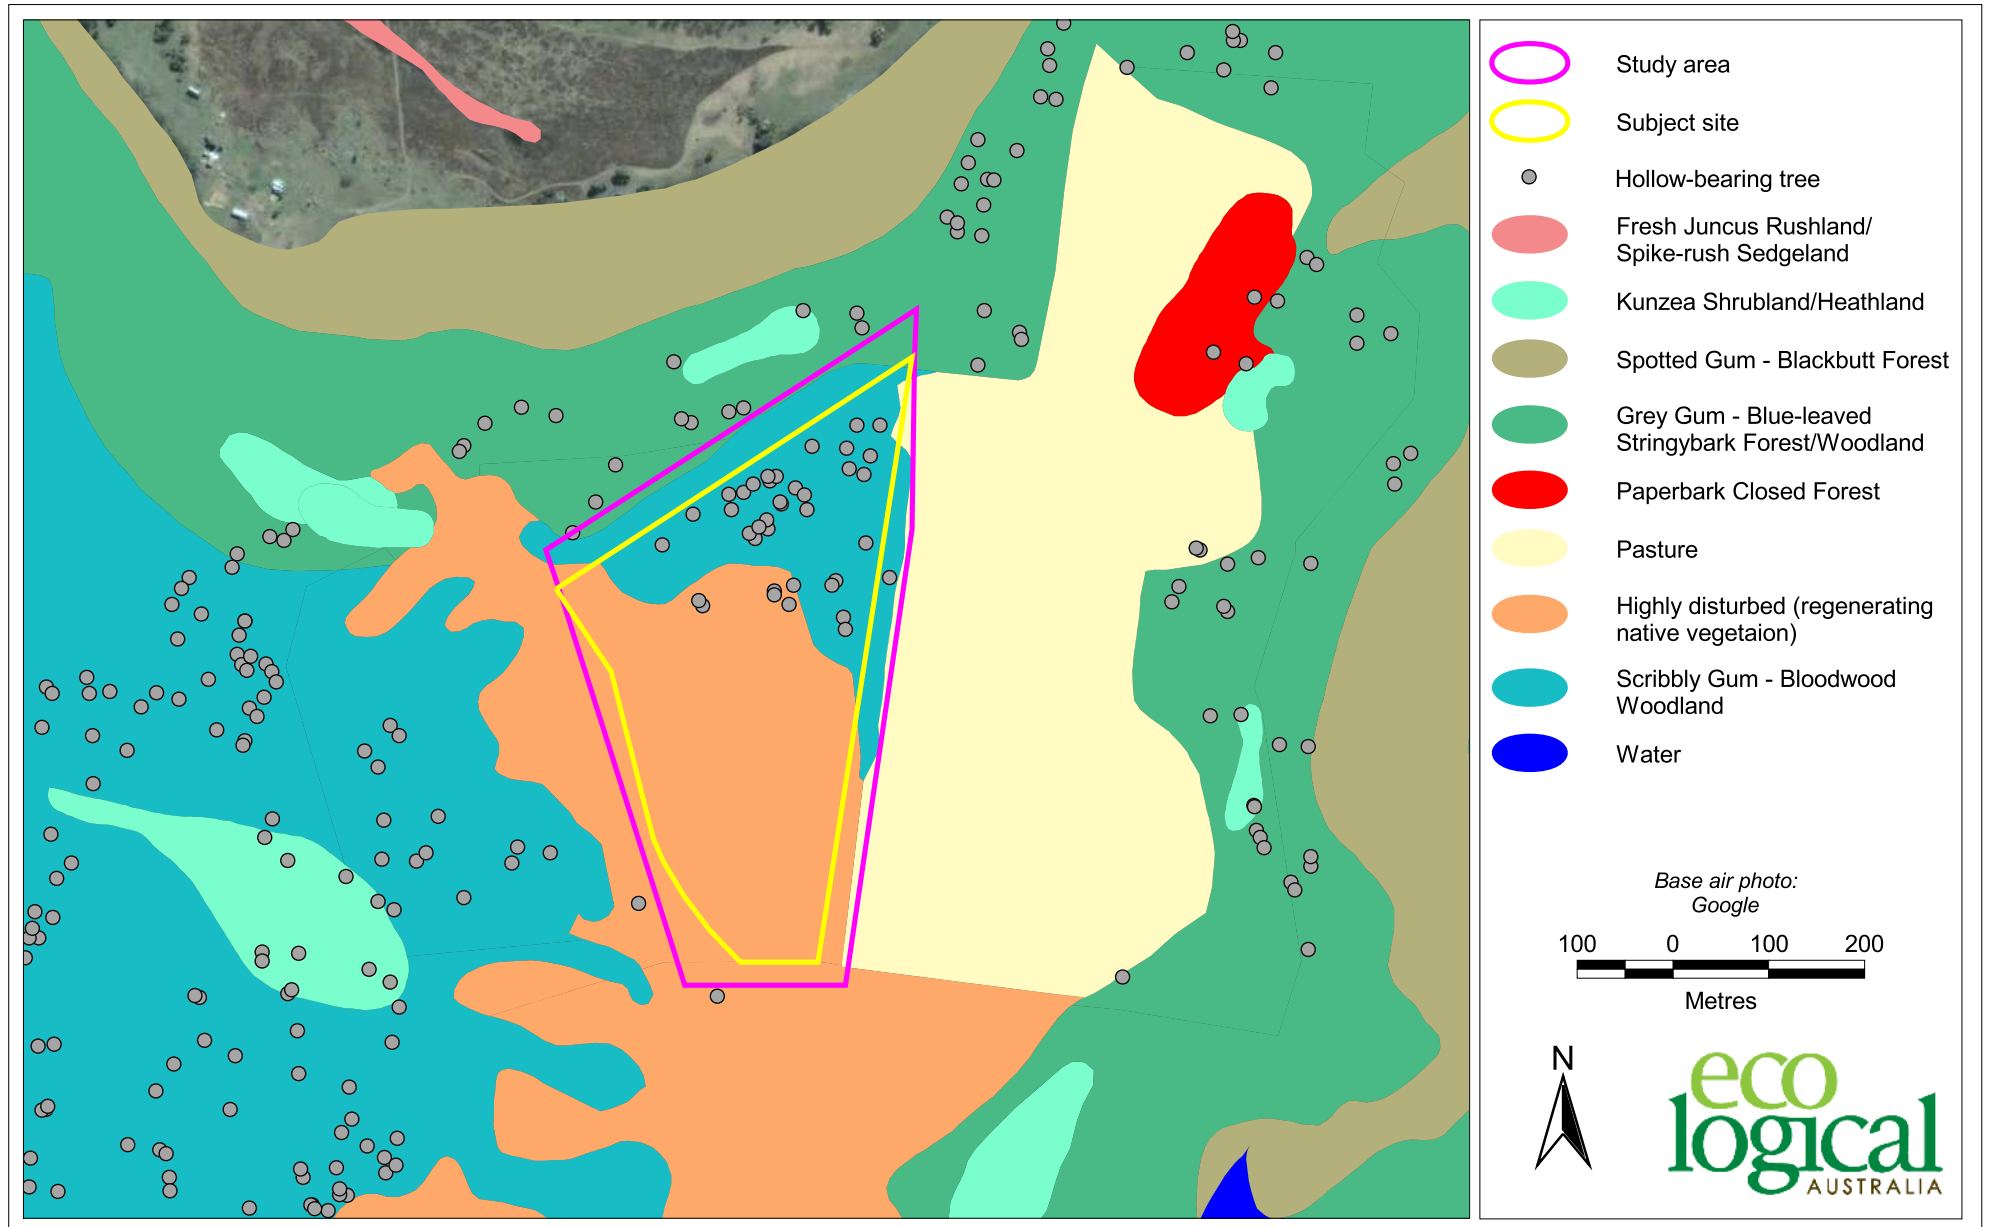 Study area
Subject site
Hollow-bearing tree
Fresh Juncus Rushland/
Spike-rush Sedgeland
Kunzea Shrubland/Heathland
Spotted Gum - Blackbutt Forest
Grey Gum - Blue-leaved
Stringybark Forest/Woodland
Paperbark Closed Forest
Pasture
Highly disturbed (regenerating
native vegetaion)
Scribbly Gum - Bloodwood
Woodland
Water
Base air photo:
Google
100 0 100 200
Metres
N
eco
logical
AUSTRALIA